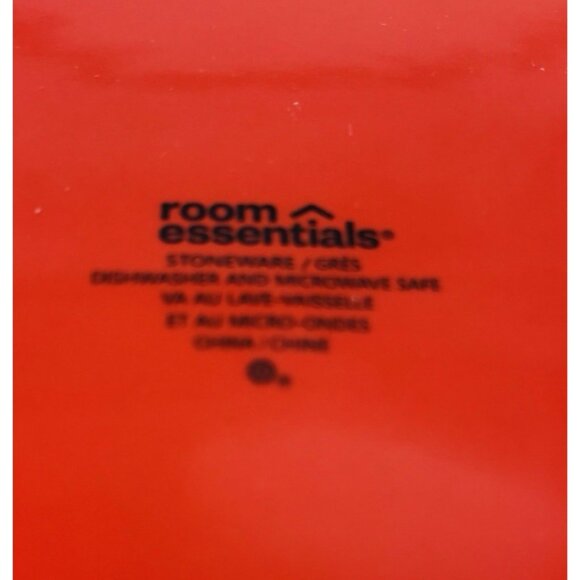 room
essentials®
STONEWARE / GRÈS
DISHWASHER AND MICROWAVE SAFE
VA AU LAVE-VAISSELLE
ET AU MICRO-ONDES
CHINA / CHINE